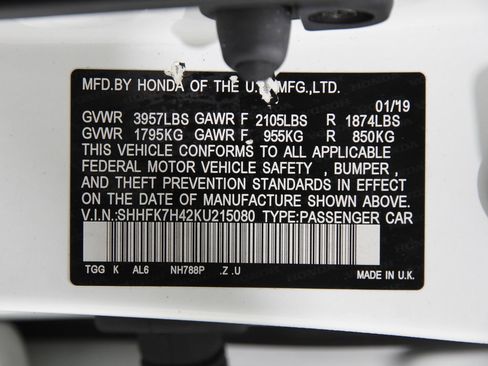 MFD.BY HONDA OF THE U.K.MFG.,LTD.
01/19
GVWR 3957LBS GAWR F 2105LBS R 1874LBS
GVWR 1795KG GAWR F 955KG R 850KG
THIS VEHICLE CONFORMS TO ALL APPLICABLE
FEDERAL MOTOR VEHICLE SAFETY , BUMPER ,
AND THEFT PREVENTION STANDARDS IN EFFECT
ON THE DATE OF MANUFACTURE SHOWN ABOVE.
V.I.N.:SHHFK7H42KU215080 TYPE:PASSENGER CAR
TGG K AL6 NH788P .Z .U
MADE IN U.K.